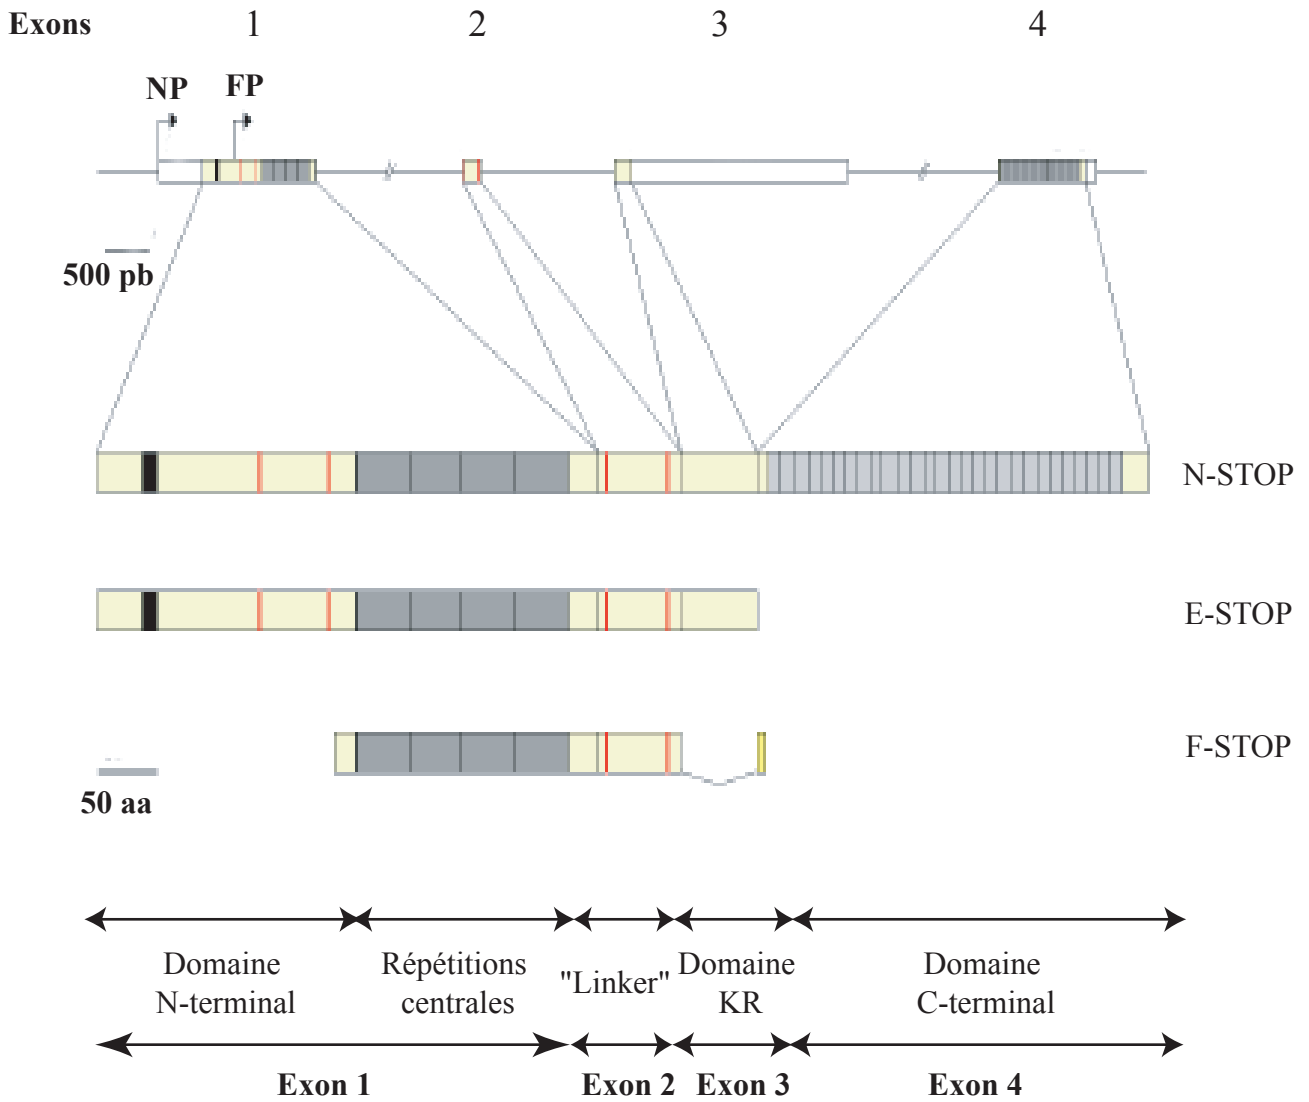 Exons 1 2 3 4
NP FP
500 pb
N-STOP
E-STOP
F-STOP
50 aa
Domaine
N-terminal
Répétitions
centrales
"Linker"
Domaine
KR
Domaine
C-terminal
Exon 1 Exon 2 Exon 3 Exon 4